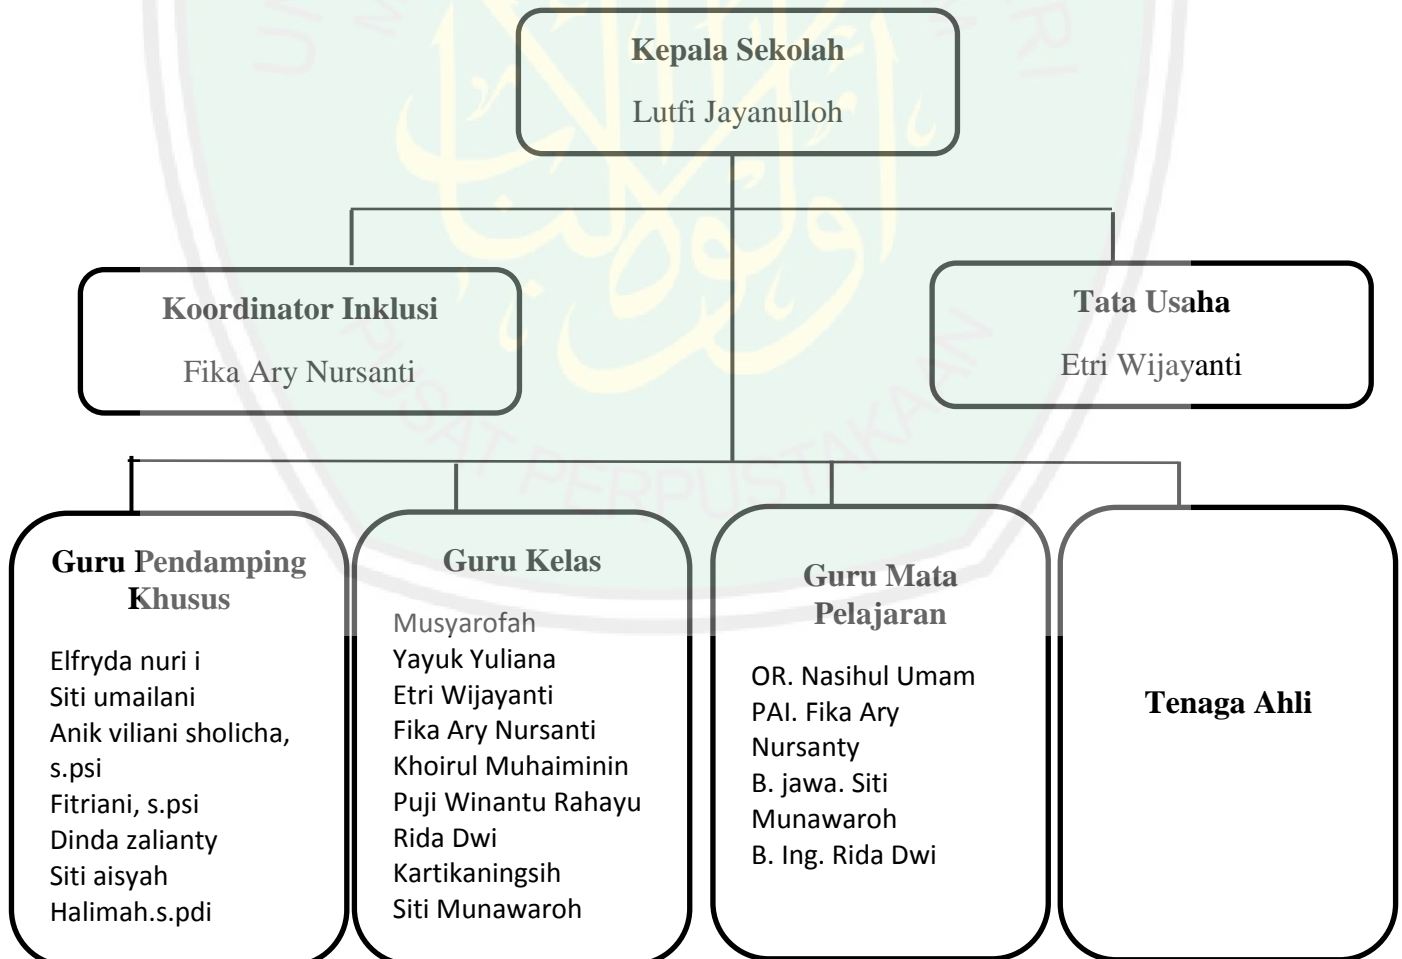 Kepala Sekolah
Lutfi Jayanulloh
Koordinator Inklusi
Fika Ary Nursanti
Tata Usaha
Etri Wijayanti
Guru Pendamping
Khusus
Elfryda nuri i
Siti umailani
Anik viliani sholicha,
s.psi
Fitriani, s.psi
Dinda zalianty
Siti aisyah
Halimah.s.pdi
Guru Kelas
Musyarofah
Yayuk Yuliana
Etri Wijayanti
Fika Ary Nursanti
Khoirul Muhaiminin
Puji Winantu Rahayu
Rida Dwi
Kartikaningsih
Siti Munawaroh
Guru Mata
Pelajaran
OR. Nasihul Umam
PAI. Fika Ary
Nursanty
B. jawa. Siti
Munawaroh
B. Ing. Rida Dwi
Tenaga Ahli
PUSAT PERPUSTAKAAN